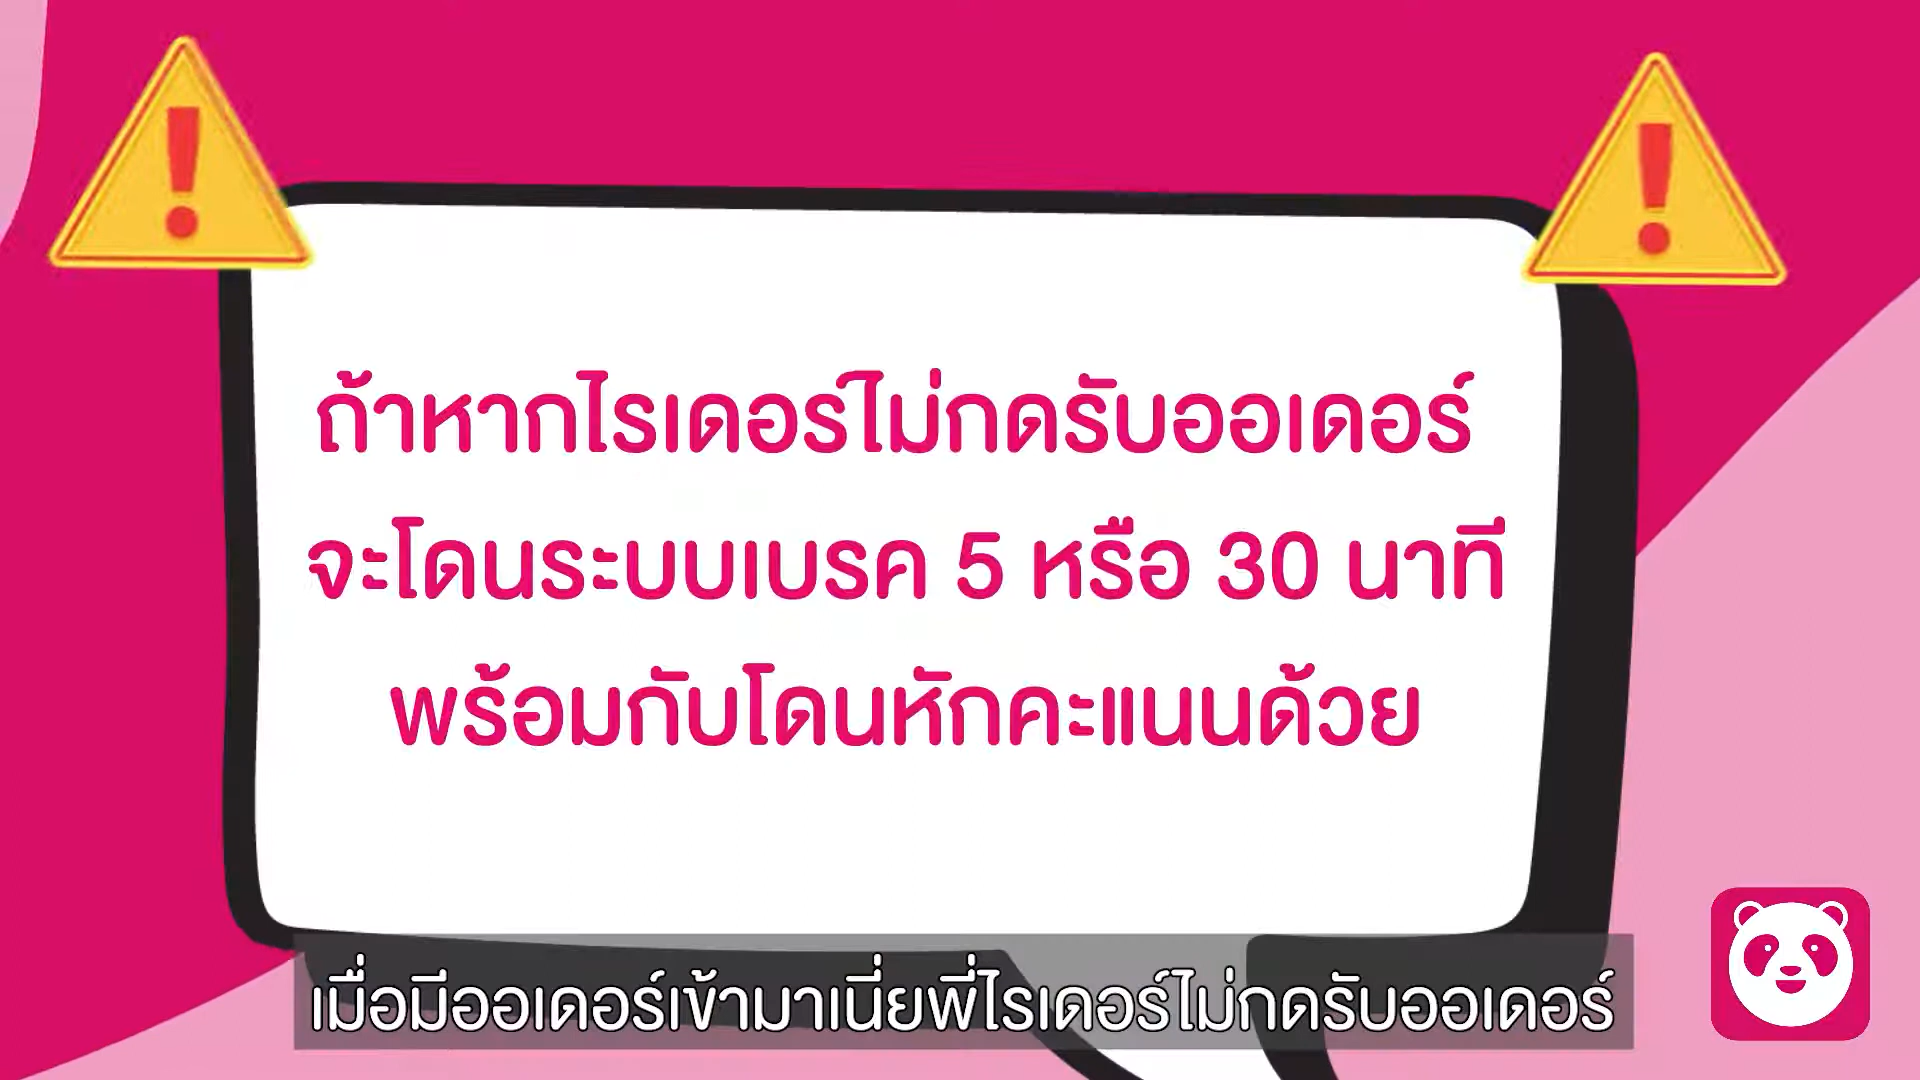 ถ้าหากไรเดอร์ไม่กดรับออเดอร์
จะโดนระบบเบรค 5 หรือ 30 นาที
พร้อมกับโดนหักคะแนนด้วย
เมื่อมีออเดอร์เข้ามาเนี่ยพี่ไรเดอร์ไม่กดรับออเดอร์